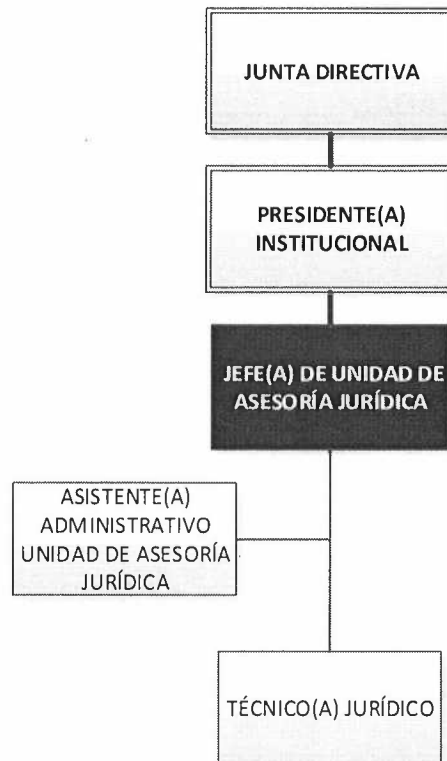 JUNTA DIRECTIVA
PRESIDENTE(A)
INSTITUCIONAL
JEFE(A) DE UNIDAD DE
ASESORÍA JURÍDICA
ASISTENTE(A)
ADMINISTRATIVO
UNIDAD DE ASESORÍA
JURÍDICA
TÉCNICO(A) JURÍDICO